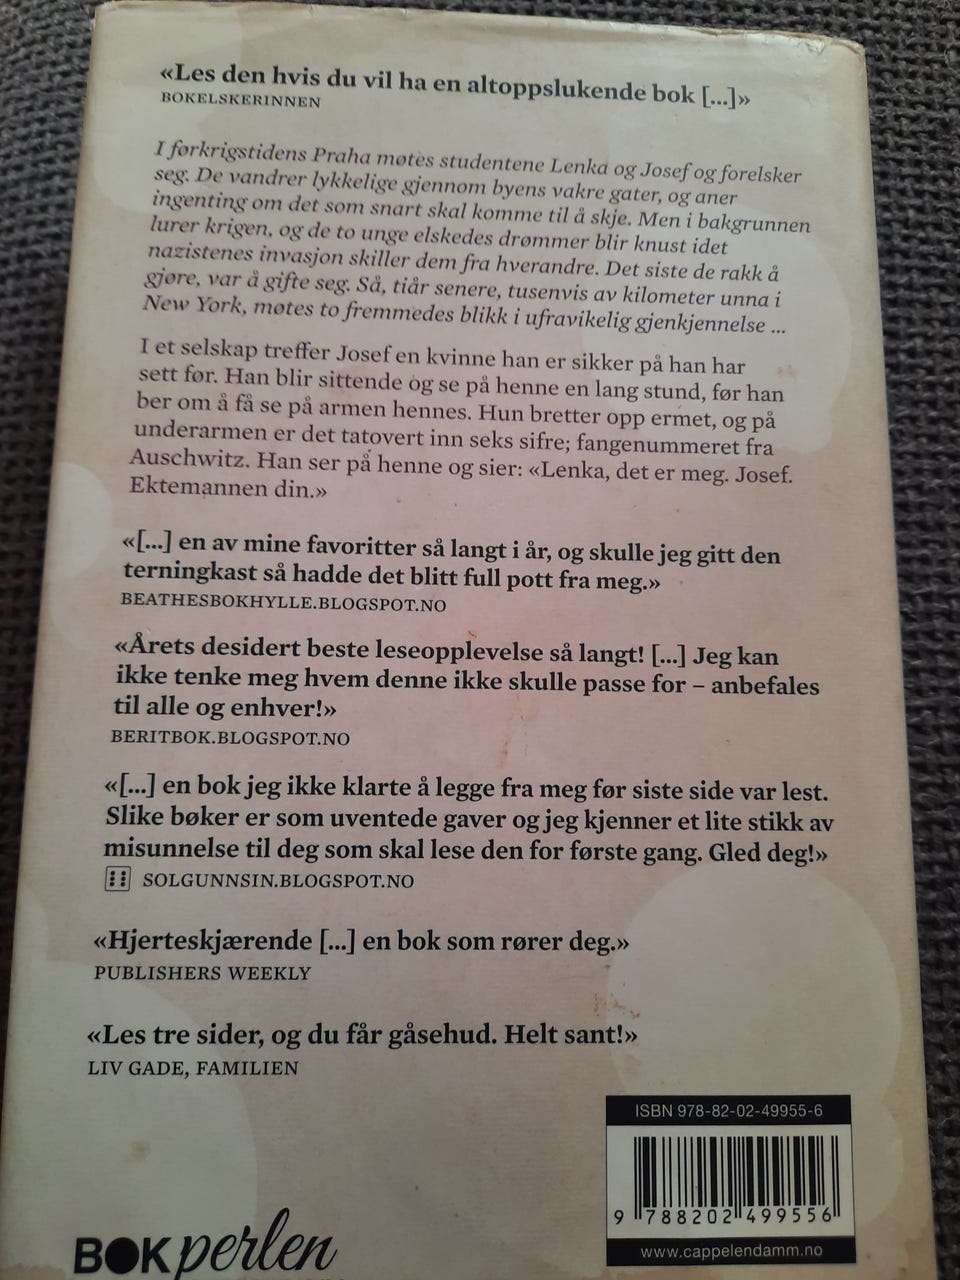 «Les den hvis du vil ha en altoppslukende bok [...]»
BOKELSKERINNEN
I førkrigstidens Praha møtes studentene Lenka og Josef og forelsker
seg. De vandrer lykkelige gjennom byens vakre gater, og aner
ingenting om det som snart skal komme til å skje. Men i bakgrunnen
lurer krigen, og de to unge elskedes drømmer blir knust idet
nazistenes invasjon skiller dem fra hverandre. Det siste de rakk å
gjøre, var å gifte seg. Så, tiår senere, tusenvis av kilometer unna i
New York, møtes to fremmedes blikk i ufravikelig gjenkjennelse ...
I et selskap treffer Josef en kvinne han er sikker på han har
sett før. Han blir sittende og se på henne en lang stund, før han
ber om å få se på armen hennes. Hun bretter opp ermet, og på
underarmen er det tatovert inn seks sifre; fangenummeret fra
Auschwitz. Han ser på henne og sier: «Lenka, det er meg. Josef.
Ektemannen din.»
«[...] en av mine favoritter så langt i år, og skulle jeg gitt den
terningkast så hadde det blitt full pott fra meg.»
BEATHESBOKHYLLE.BLOGSPOT.NO
«Årets desidert beste leseopplevelse så langt! [...] Jeg kan
ikke tenke meg hvem denne ikke skulle passe for – anbefales
til alle og enhver!»
BERITBOK.BLOGSPOT.NO
«[...] en bok jeg ikke klarte å legge fra meg før siste side var lest.
Slike bøker er som uventede gaver og jeg kjenner et lite stikk av
misunnelse til deg som skal lese den for første gang. Gled deg!»
SOLGUNNSIN.BLOGSPOT.NO
«Hjerteskjærende [...] en bok som rører deg.»
PUBLISHERS WEEKLY
«Les tre sider, og du får gåsehud. Helt sant!»
LIV GADE, FAMILIEN
ISBN 978-82-02-49955-6
9 788202 499556
www.cappelendamm.no
BOKperlen